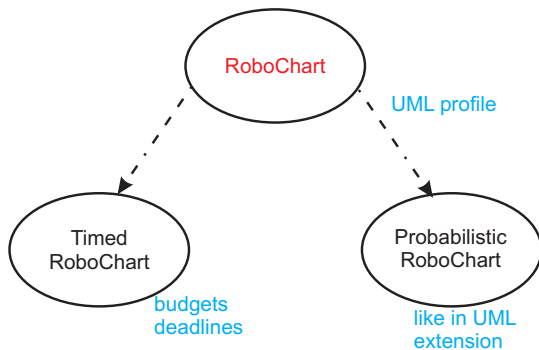 RoboChart
UML profile
Timed
RoboChart
Probabilistic
RoboChart
budgets
deadlines
like in UML
extension